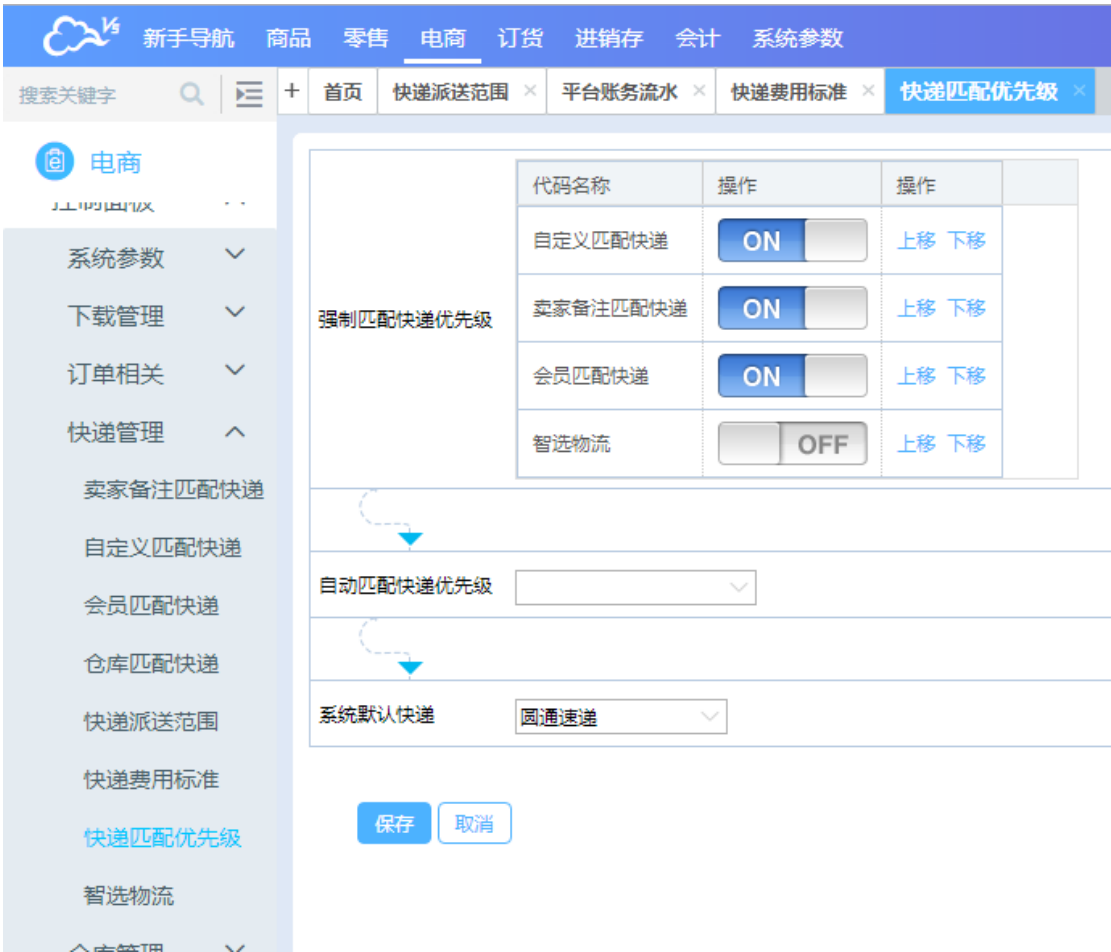 V5 新手导航 商品 零售 电商 订货 进销存 会计 系统参数
搜索关键字 + 首页 快递派送范围 × 平台账务流水 × 快递费用标准 × 快递匹配优先级 ×
电商
控制面板
系统参数
下载管理
订单相关
快递管理
卖家备注匹配快递
自定义匹配快递
会员匹配快递
仓库匹配快递
快递派送范围
快递费用标准
快递匹配优先级
智选物流
仓库管理
强制匹配快递优先级
代码名称 操作 操作
自定义匹配快递 ON 上移 下移
卖家备注匹配快递 ON 上移 下移
会员匹配快递 ON 上移 下移
智选物流 OFF 上移 下移
自动匹配快递优先级
系统默认快递 圆通速递
保存 取消